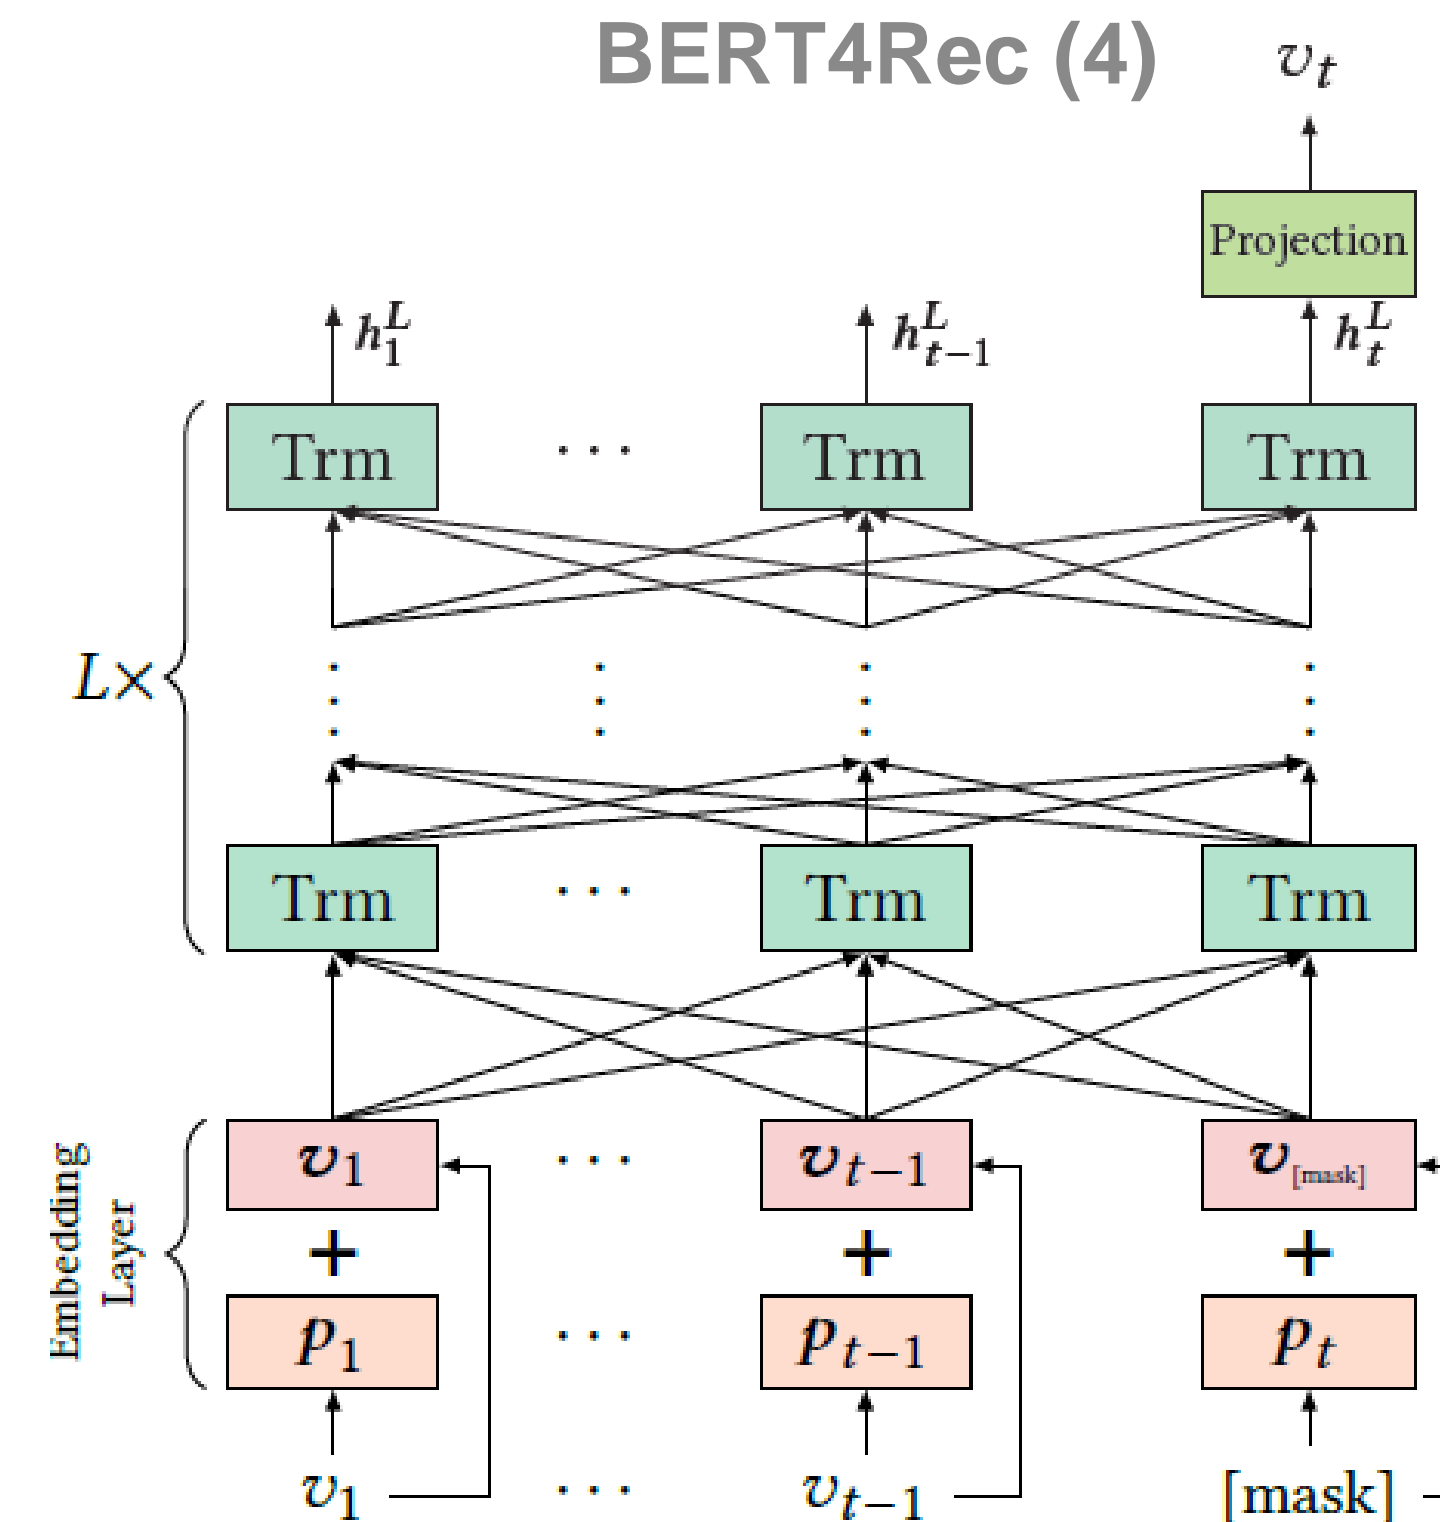 BERT4Rec (4)
v_t
Projection
h_1^L h_{t-1}^L h_t^L
Trm ... Trm Trm
L×
Trm ... Trm Trm
Embedding
Layer
v_1 ... v_{t-1} v_{[mask]}
+ + +
p_1 ... p_{t-1} p_t
v_1 ... v_{t-1} [mask]